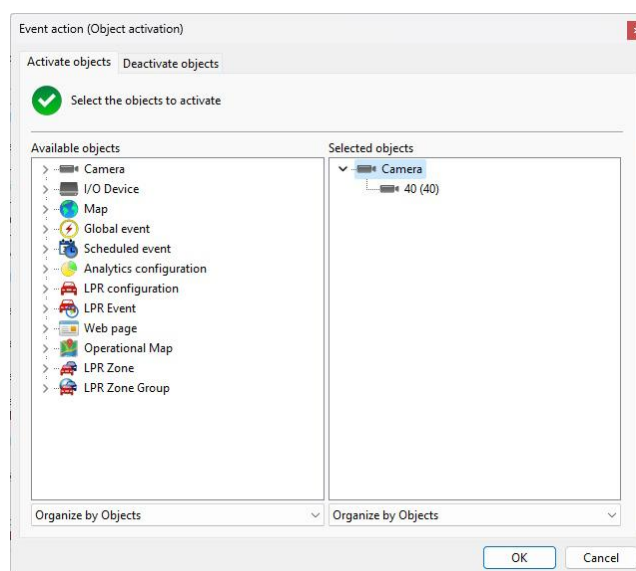 Event action (Object activation)
Activate objects Deactivate objects
Select the objects to activate
Available objects Selected objects
Camera Camera
I/O Device 40 (40)
Map
Global event
Scheduled event
Analytics configuration
LPR configuration
LPR Event
Web page
Operational Map
LPR Zone
LPR Zone Group
Organize by Objects Organize by Objects
OK Cancel